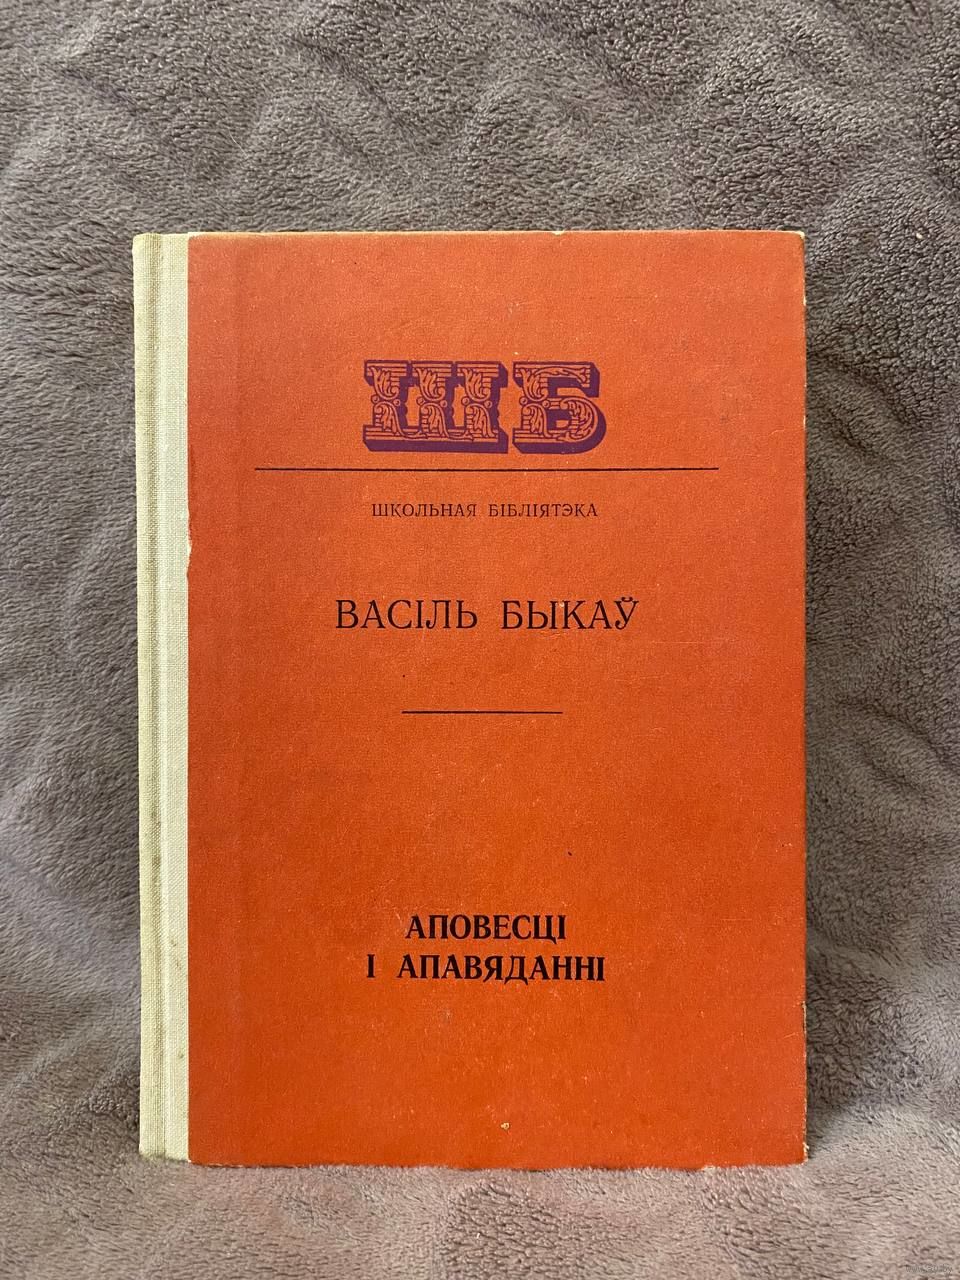 ШБ
ШКОЛЬНАЯ БІБЛІЯТЭКА
ВАСІЛЬ БЫКАЎ
АПОВЕСЦІ
І АПАВЯДАННІ